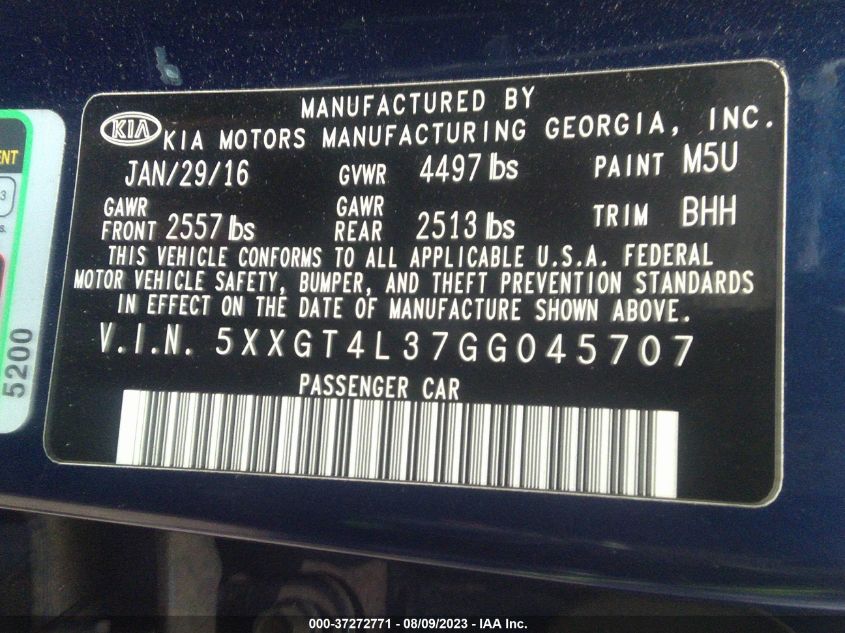 MANUFACTURED BY
KIA KIA MOTORS MANUFACTURING GEORGIA, INC.
JAN/29/16 GVWR 4497 lbs PAINT M5U
GAWR FRONT 2557 lbs GAWR REAR 2513 lbs TRIM BHH
THIS VEHICLE CONFORMS TO ALL APPLICABLE U.S.A. FEDERAL
MOTOR VEHICLE SAFETY, BUMPER, AND THEFT PREVENTION STANDARDS
IN EFFECT ON THE DATE OF MANUFACTURE SHOWN ABOVE.
V.I.N. 5XXGT4L37GG045707
PASSENGER CAR
5200
000-37272771 - 08/09/2023 - IAA Inc.